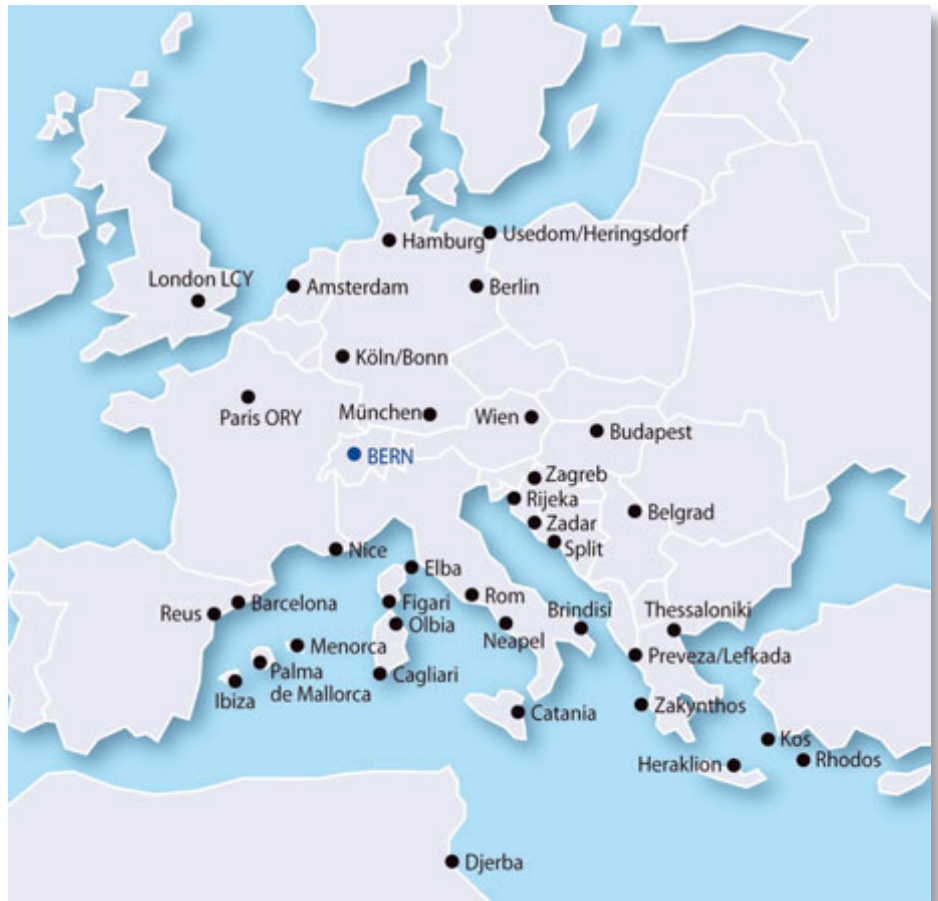 Hamburg
Usedom/Heringsdorf
London LCY
Amsterdam
Berlin
Köln/Bonn
Paris ORY
München
Wien
Budapest
BERN
Zagreb
Rijeka
Belgrad
Zadar
Split
Nice
Elba
Rom
Barcelona
Reus
Figari
Olbia
Neapel
Brindisi
Thessaloniki
Menorca
Preveza/Lefkada
Palma
de Mallorca
Ibiza
Cagliari
Catania
Zakynthos
Kos
Rhodos
Heraklion
Djerba